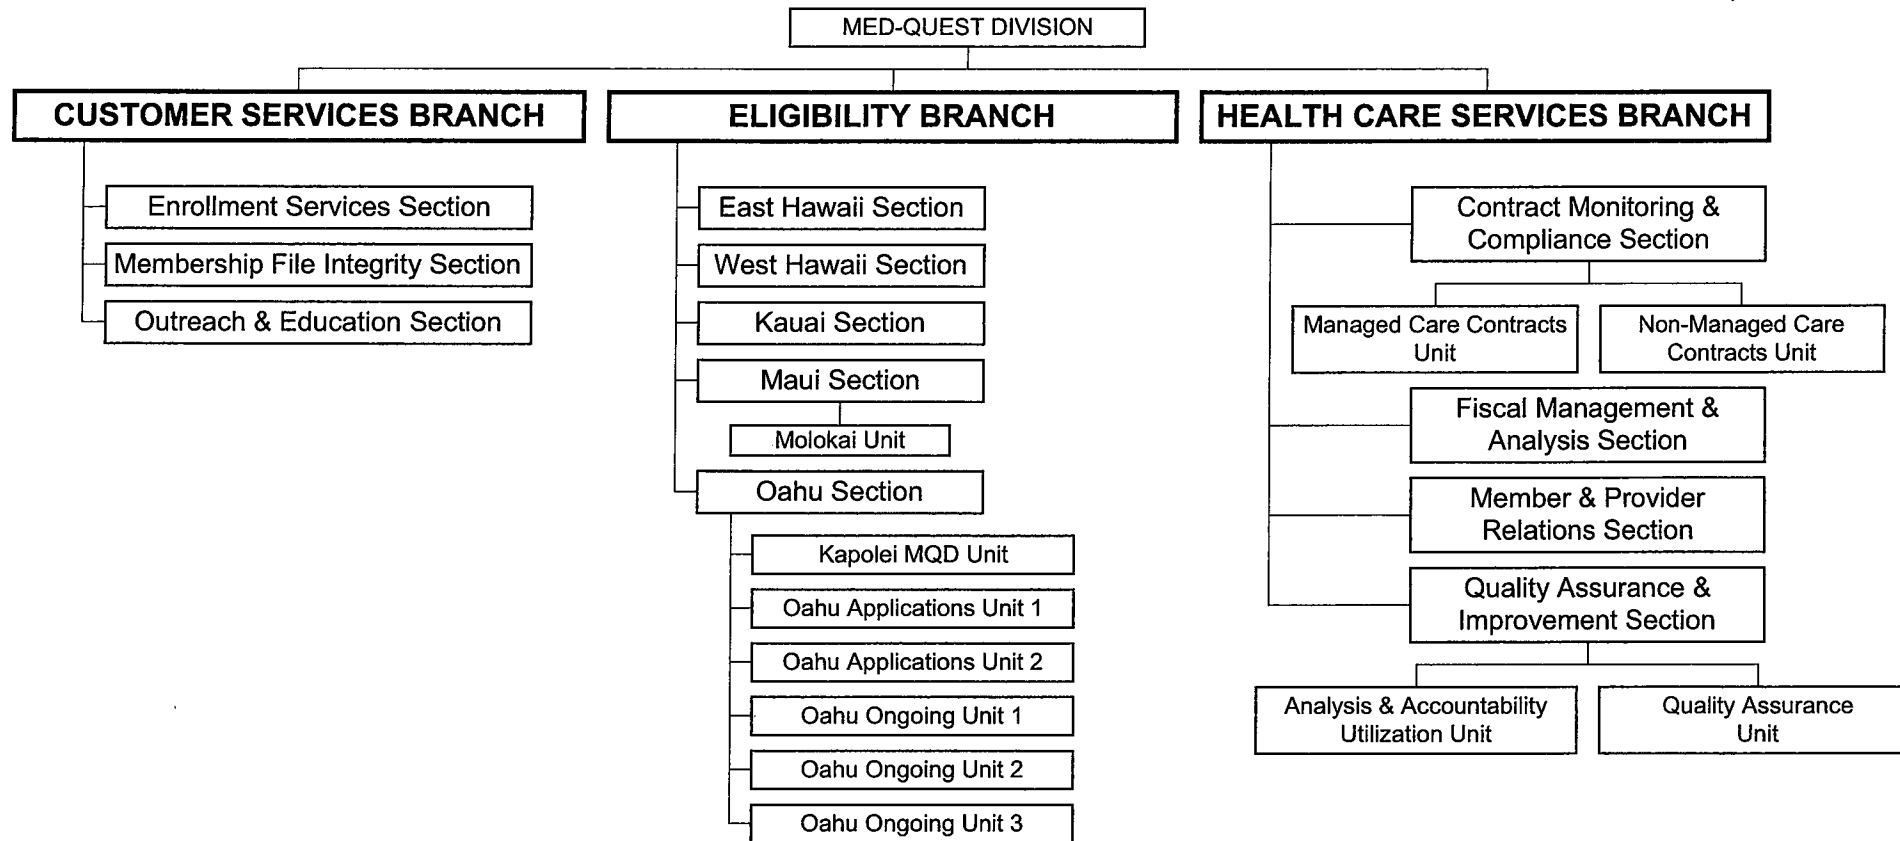 MED-QUEST DIVISION
CUSTOMER SERVICES BRANCH
Enrollment Services Section
Membership File Integrity Section
Outreach & Education Section
ELIGIBILITY BRANCH
East Hawaii Section
West Hawaii Section
Kauai Section
Maui Section
Molokai Unit
Oahu Section
Kapolei MQD Unit
Oahu Applications Unit 1
Oahu Applications Unit 2
Oahu Ongoing Unit 1
Oahu Ongoing Unit 2
Oahu Ongoing Unit 3
HEALTH CARE SERVICES BRANCH
Contract Monitoring &
Compliance Section
Managed Care Contracts
Unit
Non-Managed Care
Contracts Unit
Fiscal Management &
Analysis Section
Member & Provider
Relations Section
Quality Assurance &
Improvement Section
Analysis & Accountability
Utilization Unit
Quality Assurance
Unit